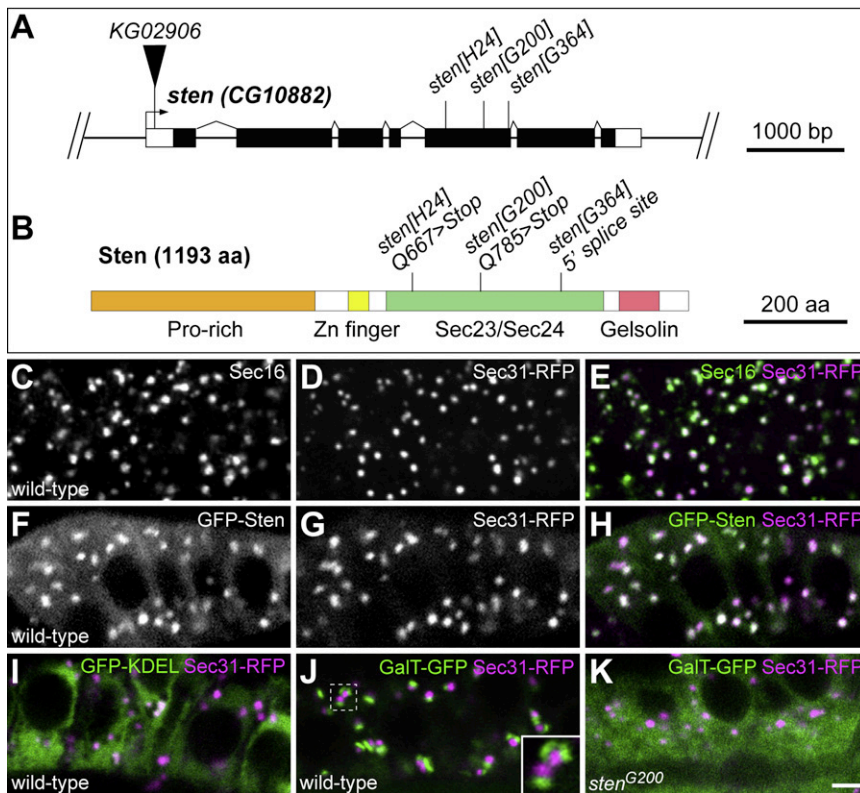 A
KG02906
sten (CG10882)
sten[H24]
sten[G200]
sten[G364]
1000 bp
B
Sten (1193 aa)
sten[H24]
Q667>Stop
sten[G200]
Q785>Stop
sten[G364]
5' splice site
Pro-rich
Zn finger
Sec23/Sec24
Gelsolin
200 aa
C
Sec16
wild-type
D
Sec31-RFP
E
Sec16 Sec31-RFP
F
GFP-Sten
wild-type
G
Sec31-RFP
H
GFP-Sten Sec31-RFP
I
GFP-KDEL Sec31-RFP
wild-type
J
GalT-GFP Sec31-RFP
wild-type
K
GalT-GFP Sec31-RFP
sten^G200